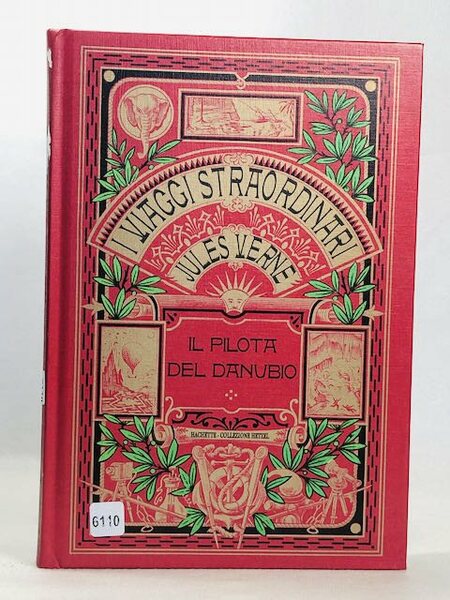 I VIAGGI STRAORDINARI
JULES VERNE
IL PILOTA
DEL DANUBIO
HACHETTE - COLLEZIONE HETZEL
6110